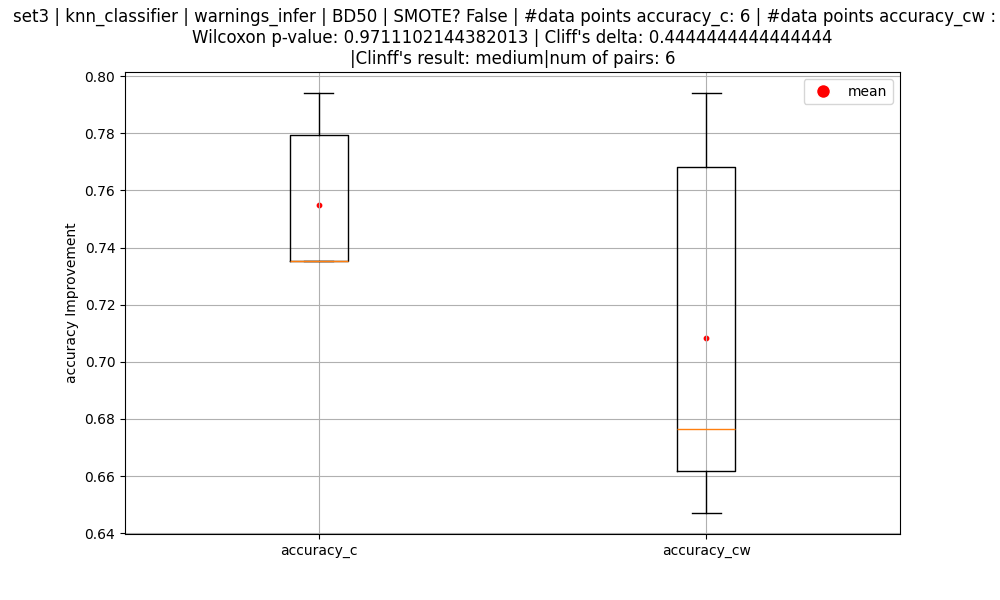 set3 | knn_classifier | warnings_infer | BD50 | SMOTE? False | #data points accuracy_c: 6 | #data points accuracy_cw :
Wilcoxon p-value: 0.9711102144382013 | Cliff's delta: 0.4444444444444444
|Clinff's result: medium|num of pairs: 6
mean
accuracy Improvement
0.80
0.78
0.76
0.74
0.72
0.70
0.68
0.66
0.64
accuracy_c
accuracy_cw